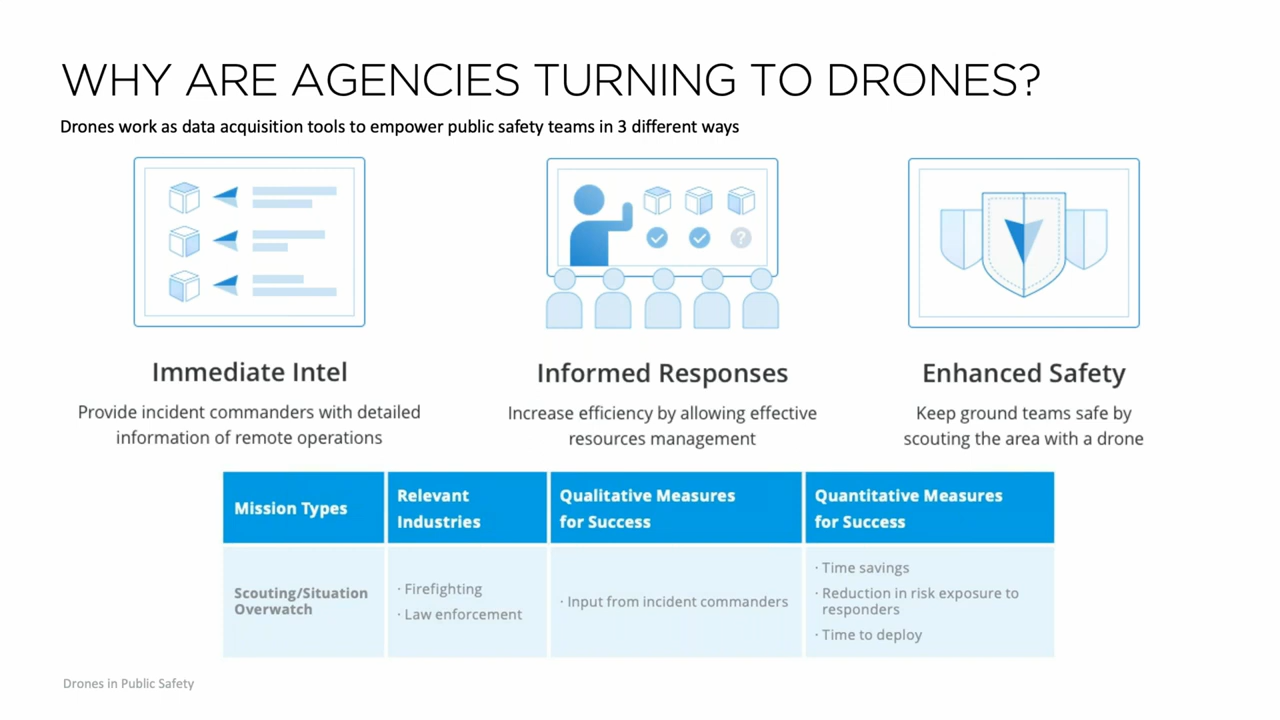 WHY ARE AGENCIES TURNING TO DRONES?
Drones work as data acquisition tools to empower public safety teams in 3 different ways
?
Immediate Intel
Provide incident commanders with detailed
information of remote operations
Informed Responses
Increase efficiency by allowing effective
resources management
Enhanced Safety
Keep ground teams safe by
scouting the area with a drone
Mission Types
Relevant
Industries
Qualitative Measures
for Success
Quantitative Measures
for Success
Scouting/Situation
Overwatch
· Firefighting
· Law enforcement
· Input from incident commanders
· Time savings
· Reduction in risk exposure to
responders
· Time to deploy
Drones in Public Safety